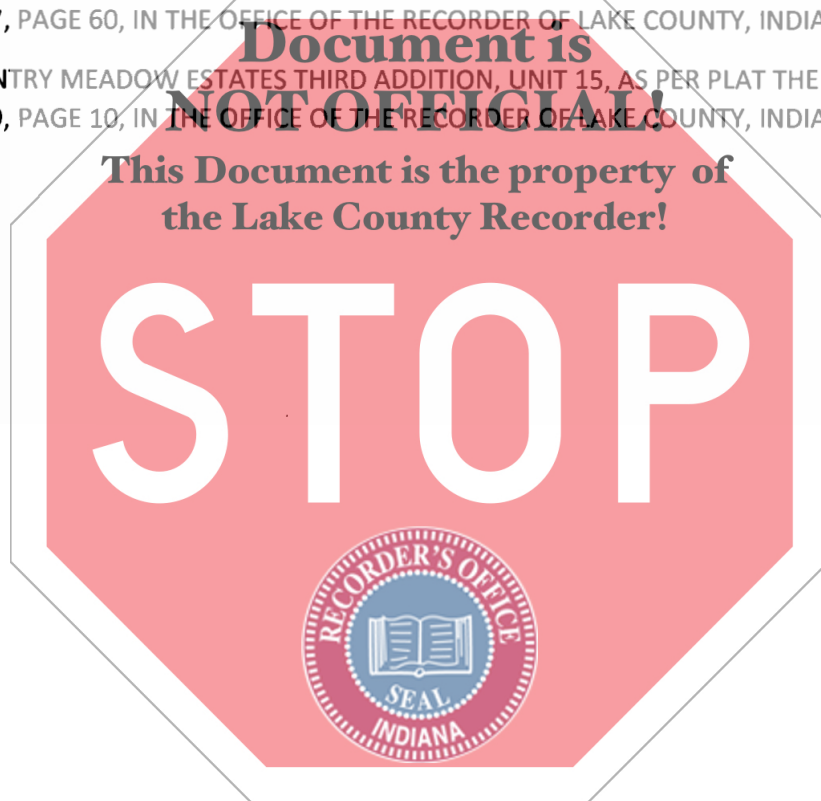 , PAGE 60, IN THE OFFICE OF THE RECORDER OF LAKE COUNTY, INDIA
Document is
NTRY MEADOW ESTATES THIRD ADDITION, UNIT 15, AS PER PLAT THE
NOT OFFICIAL!
, PAGE 10, IN THE OFFICE OF THE RECORDER OF LAKE COUNTY, INDIA
This Document is the property of
the Lake County Recorder!
STOP
RECORDER'S OFFICE
SEAL
INDIANA